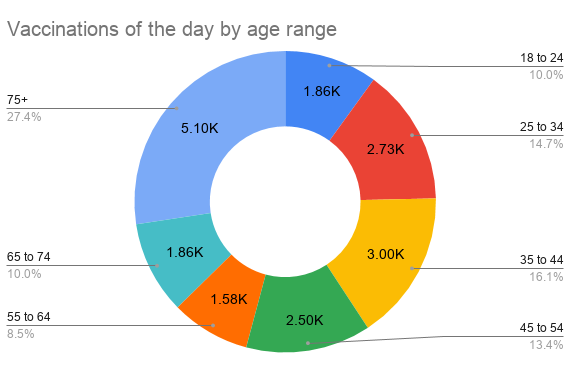 Vaccinations of the day by age range
18 to 24
10.0%
25 to 34
14.7%
35 to 44
16.1%
45 to 54
13.4%
55 to 64
8.5%
65 to 74
10.0%
75+
27.4%
1.86K
2.73K
3.00K
2.50K
1.58K
1.86K
5.10K